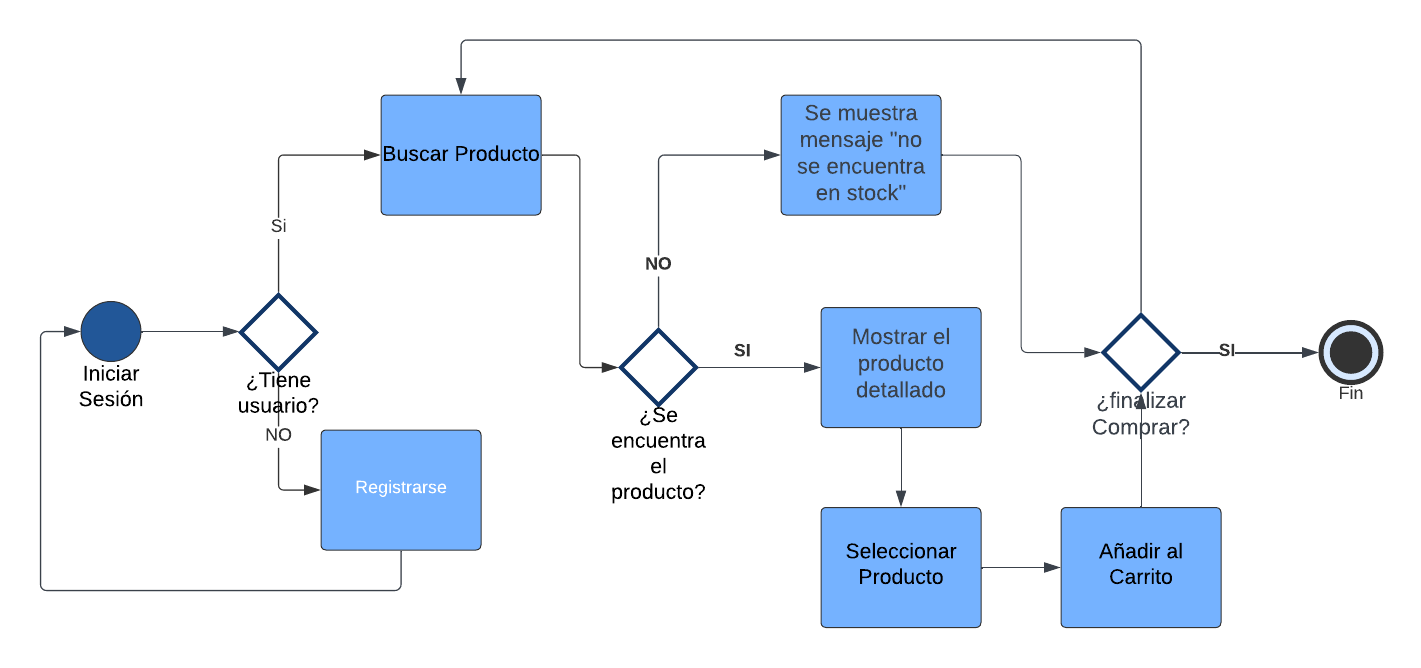 Se muestra
mensaje "no
se encuentra
en stock"
Buscar Producto
Si
NO
Iniciar
Sesión
¿Tiene
usuario?
NO
Registrarse
¿Se
encuentra
el
producto?
SI
Mostrar el
producto
detallado
Seleccionar
Producto
Añadir al
Carrito
¿finalizar
Comprar?
SI
Fin